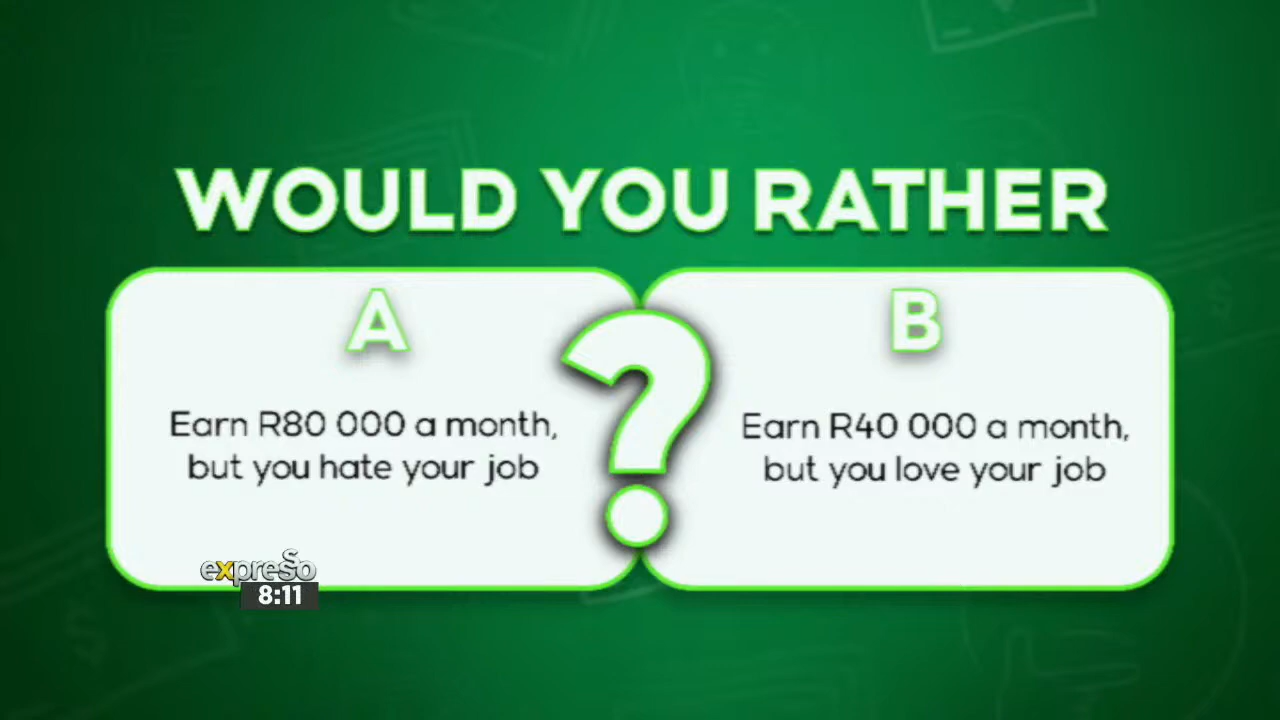 WOULD YOU RATHER
A
Earn R80 000 a month,
but you hate your job
B
Earn R40 000 a month,
but you love your job
expresso
8:11